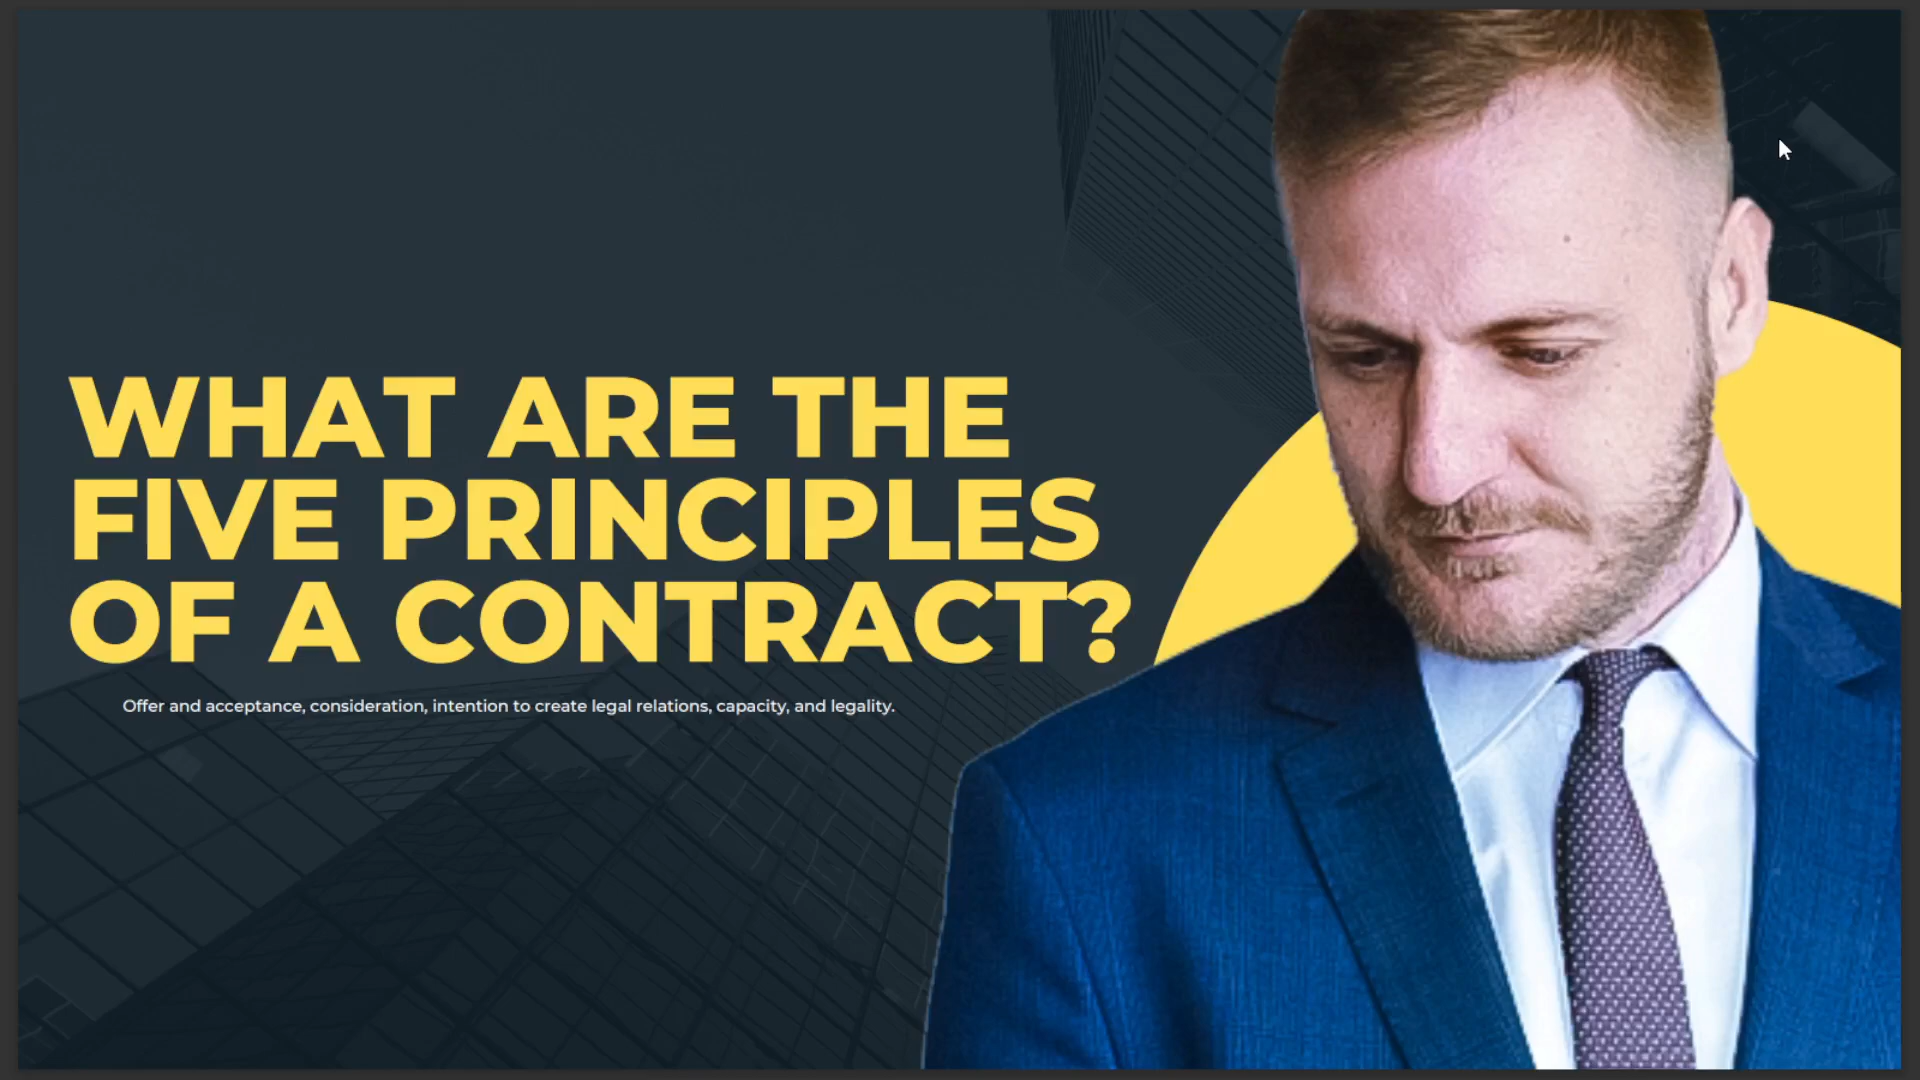 WHAT ARE THE
FIVE PRINCIPLES
OF A CONTRACT?
Offer and acceptance, consideration, intention to create legal relations, capacity, and legality.